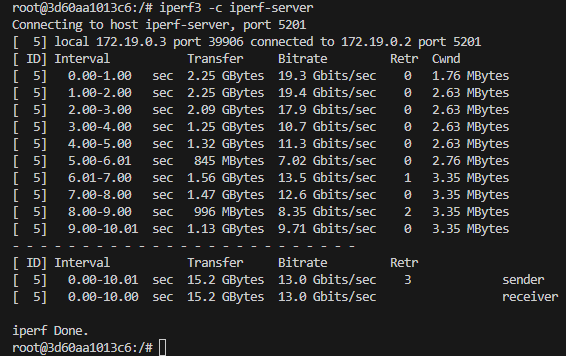 root@3d60aa1013c6:/# iperf3 -c iperf-server
Connecting to host iperf-server, port 5201
[  5] local 172.19.0.3 port 39906 connected to 172.19.0.2 port 5201
[ ID] Interval           Transfer     Bitrate         Retr  Cwnd
[  5]   0.00-1.00   sec  2.25 GBytes  19.3 Gbits/sec    0   1.76 MBytes
[  5]   1.00-2.00   sec  2.25 GBytes  19.4 Gbits/sec    0   2.63 MBytes
[  5]   2.00-3.00   sec  2.09 GBytes  17.9 Gbits/sec    0   2.63 MBytes
[  5]   3.00-4.00   sec  1.25 GBytes  10.7 Gbits/sec    0   2.63 MBytes
[  5]   4.00-5.00   sec  1.32 GBytes  11.3 Gbits/sec    0   2.63 MBytes
[  5]   5.00-6.01   sec   845 MBytes  7.02 Gbits/sec    0   2.76 MBytes
[  5]   6.01-7.00   sec  1.56 GBytes  13.5 Gbits/sec    1   3.35 MBytes
[  5]   7.00-8.00   sec  1.47 GBytes  12.6 Gbits/sec    0   3.35 MBytes
[  5]   8.00-9.00   sec   996 MBytes  8.35 Gbits/sec    2   3.35 MBytes
[  5]   9.00-10.01  sec  1.13 GBytes  9.71 Gbits/sec    0   3.35 MBytes
- - - - - - - - - - - - - - - - - - - - - - - - -
[ ID] Interval           Transfer     Bitrate         Retr
[  5]   0.00-10.01  sec  15.2 GBytes  13.0 Gbits/sec    3             sender
[  5]   0.00-10.00  sec  15.2 GBytes  13.0 Gbits/sec                  receiver

iperf Done.
root@3d60aa1013c6:/#